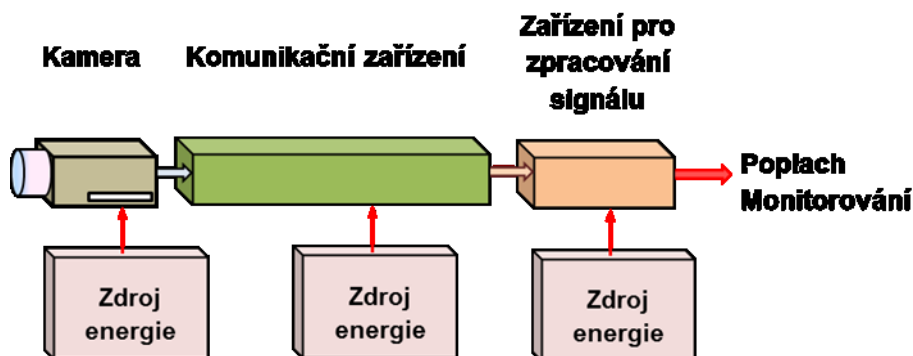 Kamera
Komunikační zařízení
Zařízení pro
zpracování
signálu
Poplach
Monitorování
Zdroj
energie
Zdroj
energie
Zdroj
energie